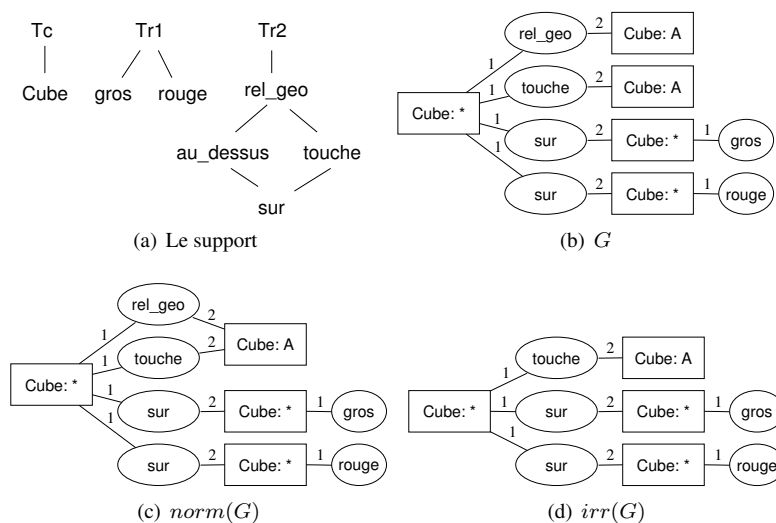 Tc Tr1 Tr2
Cube gros rouge rel_geo
au_dessus touche
sur
(a) Le support
rel_geo 2 Cube: A
1
touche 2 Cube: A
1
Cube: *
1
sur 2 Cube: * 1 gros
1
sur 2 Cube: * 1 rouge
(b) G
rel_geo 2
1
Cube: A
touche 2
1
Cube: *
1
sur 2 Cube: * 1 gros
1
sur 2 Cube: * 1 rouge
(c) norm(G)
touche 2 Cube: A
1
Cube: * 1 sur 2 Cube: * 1 gros
1
sur 2 Cube: * 1 rouge
(d) irr(G)